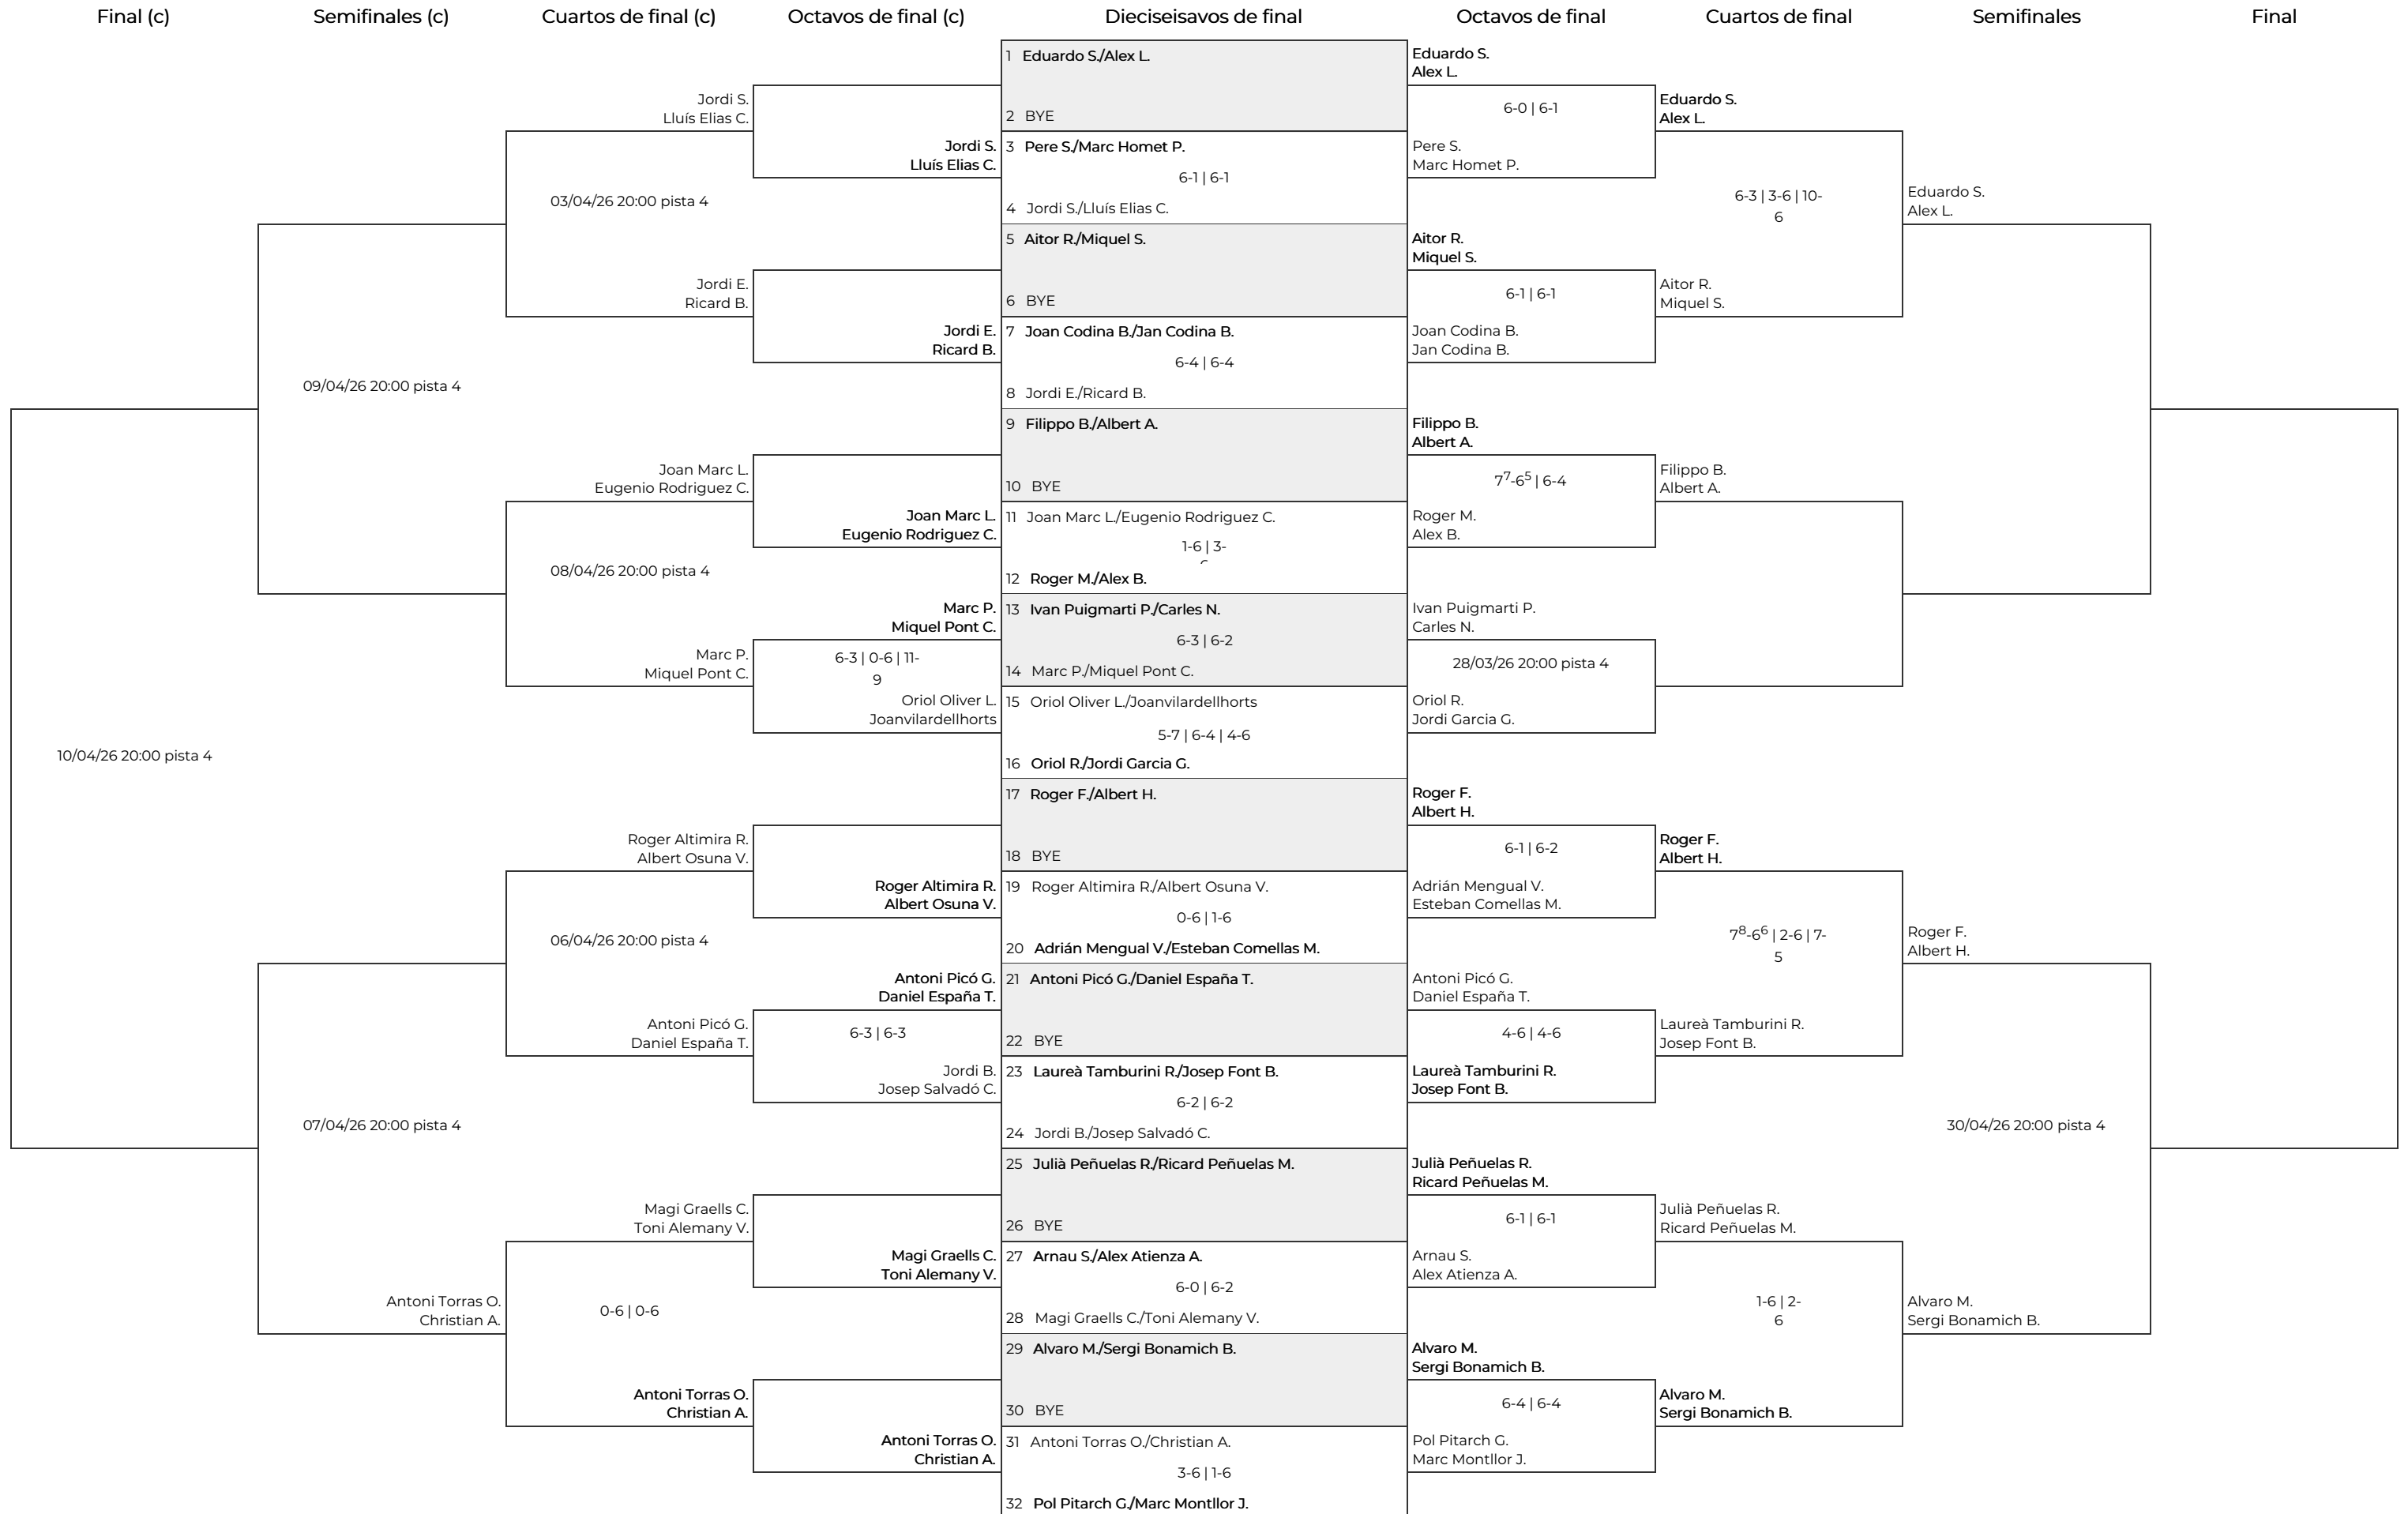 Final (c)
Semifinales (c)
Cuartos de final (c)
Octavos de final (c)
Dieciseisavos de final
Octavos de final
Cuartos de final
Semifinales
Final
10/04/26 20:00 pista 4
09/04/26 20:00 pista 4
07/04/26 20:00 pista 4
Antoni Torras O.
Christian A.
Jordi S.
Lluís Elias C.
03/04/26 20:00 pista 4
Jordi E.
Ricard B.
Joan Marc L.
Eugenio Rodriguez C.
08/04/26 20:00 pista 4
Marc P.
Miquel Pont C.
Roger Altimira R.
Albert Osuna V.
06/04/26 20:00 pista 4
Antoni Picó G.
Daniel España T.
Magi Graells C.
Toni Alemany V.
0-6 | 0-6
Antoni Torras O.
Christian A.
Jordi S.
Lluís Elias C.
Jordi E.
Ricard B.
Joan Marc L.
Eugenio Rodriguez C.
Marc P.
Miquel Pont C.
6-3 | 0-6 | 11-
9
Oriol Oliver L.
Joanvilardellhorts
Roger Altimira R.
Albert Osuna V.
Antoni Picó G.
Daniel España T.
6-3 | 6-3
Jordi B.
Josep Salvadó C.
Magi Graells C.
Toni Alemany V.
Antoni Torras O.
Christian A.
1 Eduardo S./Alex L.
2 BYE
3 Pere S./Marc Homet P.
6-1 | 6-1
4 Jordi S./Lluís Elias C.
5 Aitor R./Miquel S.
6 BYE
7 Joan Codina B./Jan Codina B.
6-4 | 6-4
8 Jordi E./Ricard B.
9 Filippo B./Albert A.
10 BYE
11 Joan Marc L./Eugenio Rodriguez C.
1-6 | 3-
12 Roger M./Alex B.
13 Ivan Puigmarti P./Carles N.
6-3 | 6-2
14 Marc P./Miquel Pont C.
15 Oriol Oliver L./Joanvilardellhorts
5-7 | 6-4 | 4-6
16 Oriol R./Jordi Garcia G.
17 Roger F./Albert H.
18 BYE
19 Roger Altimira R./Albert Osuna V.
0-6 | 1-6
20 Adrián Mengual V./Esteban Comellas M.
21 Antoni Picó G./Daniel España T.
22 BYE
23 Laureà Tamburini R./Josep Font B.
6-2 | 6-2
24 Jordi B./Josep Salvadó C.
25 Julià Peñuelas R./Ricard Peñuelas M.
26 BYE
27 Arnau S./Alex Atienza A.
6-0 | 6-2
28 Magi Graells C./Toni Alemany V.
29 Alvaro M./Sergi Bonamich B.
30 BYE
31 Antoni Torras O./Christian A.
3-6 | 1-6
32 Pol Pitarch G./Marc Montllor J.
Eduardo S.
Alex L.
6-0 | 6-1
Pere S.
Marc Homet P.
Aitor R.
Miquel S.
6-1 | 6-1
Joan Codina B.
Jan Codina B.
Filippo B.
Albert A.
7⁷-6⁵ | 6-4
Roger M.
Alex B.
Ivan Puigmarti P.
Carles N.
28/03/26 20:00 pista 4
Oriol R.
Jordi Garcia G.
Roger F.
Albert H.
6-1 | 6-2
Adrián Mengual V.
Esteban Comellas M.
Antoni Picó G.
Daniel España T.
4-6 | 4-6
Laureà Tamburini R.
Josep Font B.
Julià Peñuelas R.
Ricard Peñuelas M.
6-1 | 6-1
Arnau S.
Alex Atienza A.
Alvaro M.
Sergi Bonamich B.
6-4 | 6-4
Pol Pitarch G.
Marc Montllor J.
Eduardo S.
Alex L.
6-3 | 3-6 | 10-
6
Aitor R.
Miquel S.
Filippo B.
Albert A.
Roger F.
Albert H.
7⁸-6⁶ | 2-6 | 7-
5
Laureà Tamburini R.
Josep Font B.
Julià Peñuelas R.
Ricard Peñuelas M.
1-6 | 2-
6
Alvaro M.
Sergi Bonamich B.
Eduardo S.
Alex L.
Roger F.
Albert H.
30/04/26 20:00 pista 4
Alvaro M.
Sergi Bonamich B.